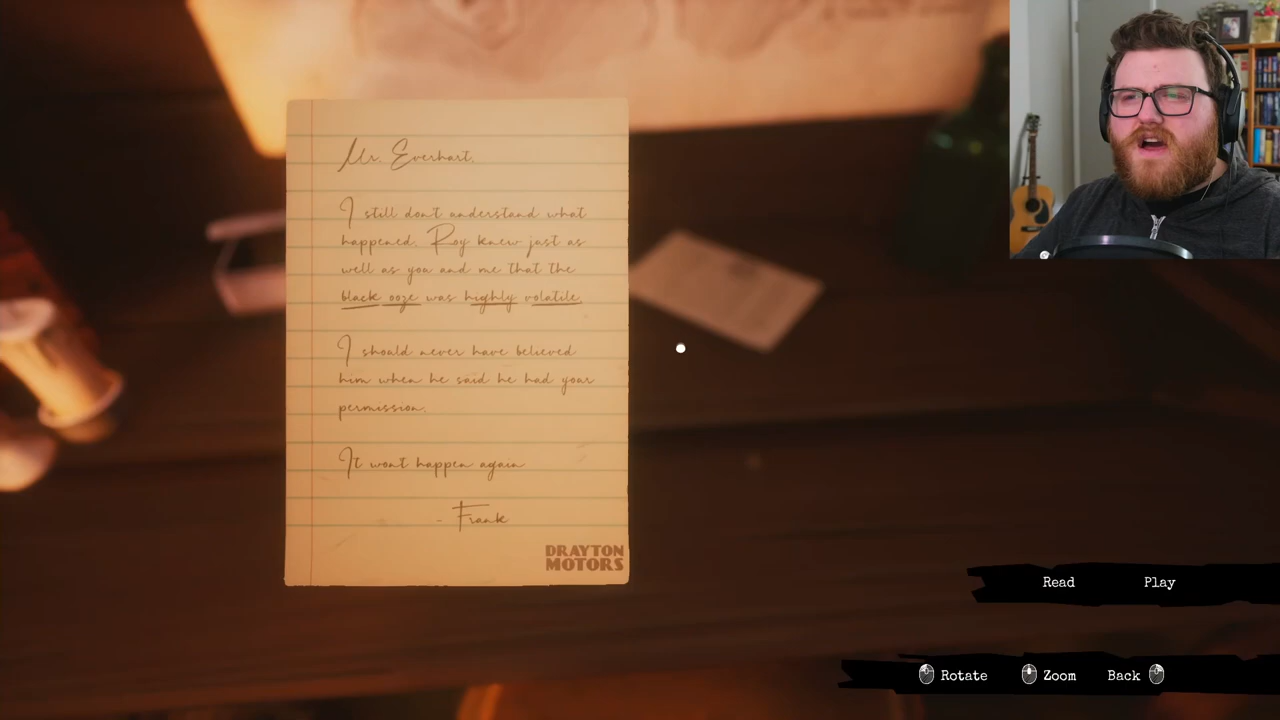 Mr. Everhart,
I still don't understand what
happened. Roy knew just as
well as you and me that the
black ooze was highly volatile.
I should never have believed
him when he said he had your
permission.
It won't happen again
- Frank
DRAYTON
MOTORS
Read Play
Rotate Zoom Back